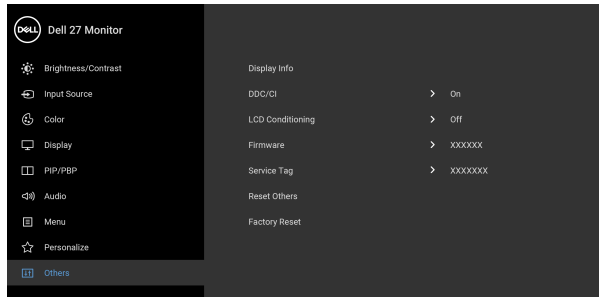 DELL Dell 27 Monitor
Brightness/Contrast Display Info
Input Source DDC/CI On
Color LCD Conditioning Off
Display Firmware XXXXXX
PIP/PBP Service Tag XXXXXXX
Audio Reset Others
Menu Factory Reset
Personalize
Others